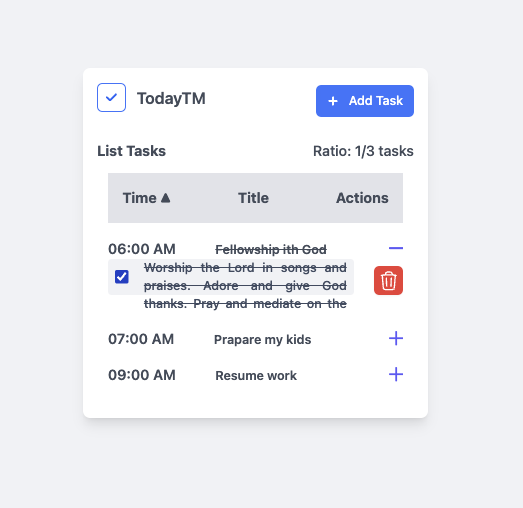 TodayTM
+ Add Task
List Tasks
Ratio: 1/3 tasks
Time ▲ Title Actions
06:00 AM Fellowship ith God
Worship the Lord in songs and
praises. Adore and give God
thanks. Pray and mediate on the
07:00 AM Prapare my kids
09:00 AM Resume work